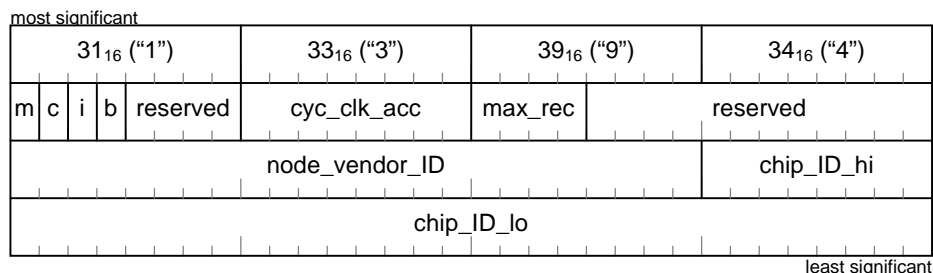 most significant
31₁₆ (“1”) 33₁₆ (“3”) 39₁₆ (“9”) 34₁₆ (“4”)
m c i b reserved cyc_clk_acc max_rec reserved
node_vendor_ID chip_ID_hi
chip_ID_lo
least significant